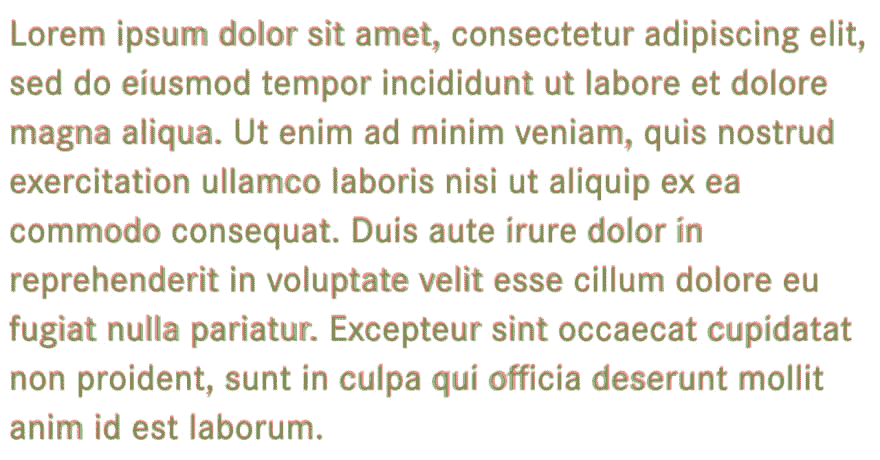 Lorem ipsum dolor sit amet, consectetur adipiscing elit,
sed do eiusmod tempor incididunt ut labore et dolore
magna aliqua. Ut enim ad minim veniam, quis nostrud
exercitation ullamco laboris nisi ut aliquip ex ea
commodo consequat. Duis aute irure dolor in
reprehenderit in voluptate velit esse cillum dolore eu
fugiat nulla pariatur. Excepteur sint occaecat cupidatat
non proident, sunt in culpa qui officia deserunt mollit
anim id est laborum.